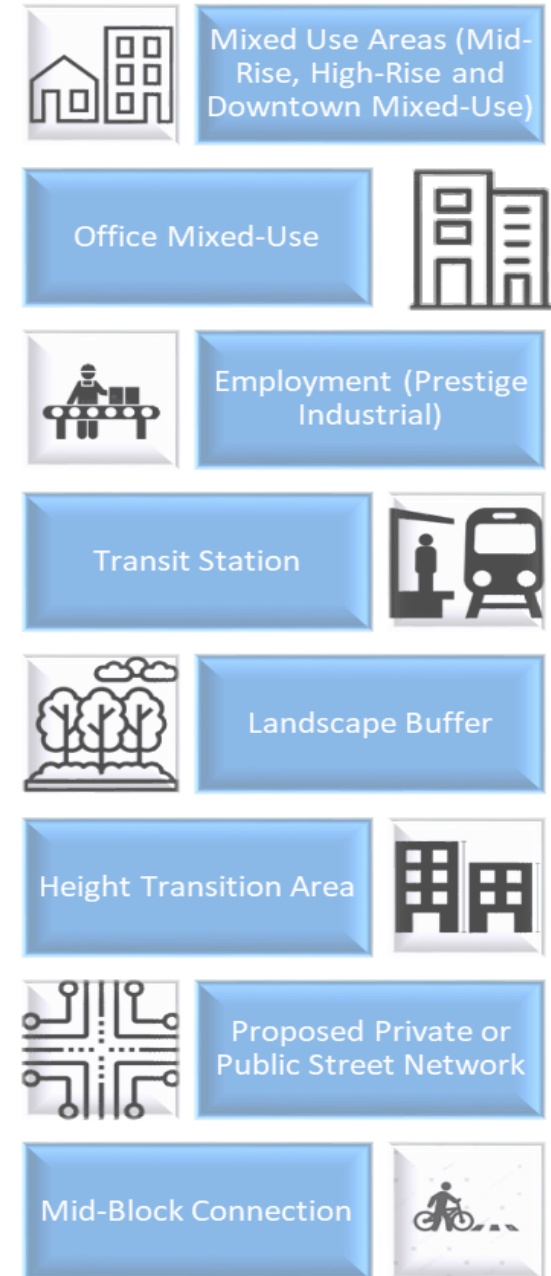 Mixed Use Areas (Mid-
Rise, High-Rise and
Downtown Mixed-Use)
Office Mixed-Use
Employment (Prestige
Industrial)
Transit Station
Landscape Buffer
Height Transition Area
Proposed Private or
Public Street Network
Mid-Block Connection